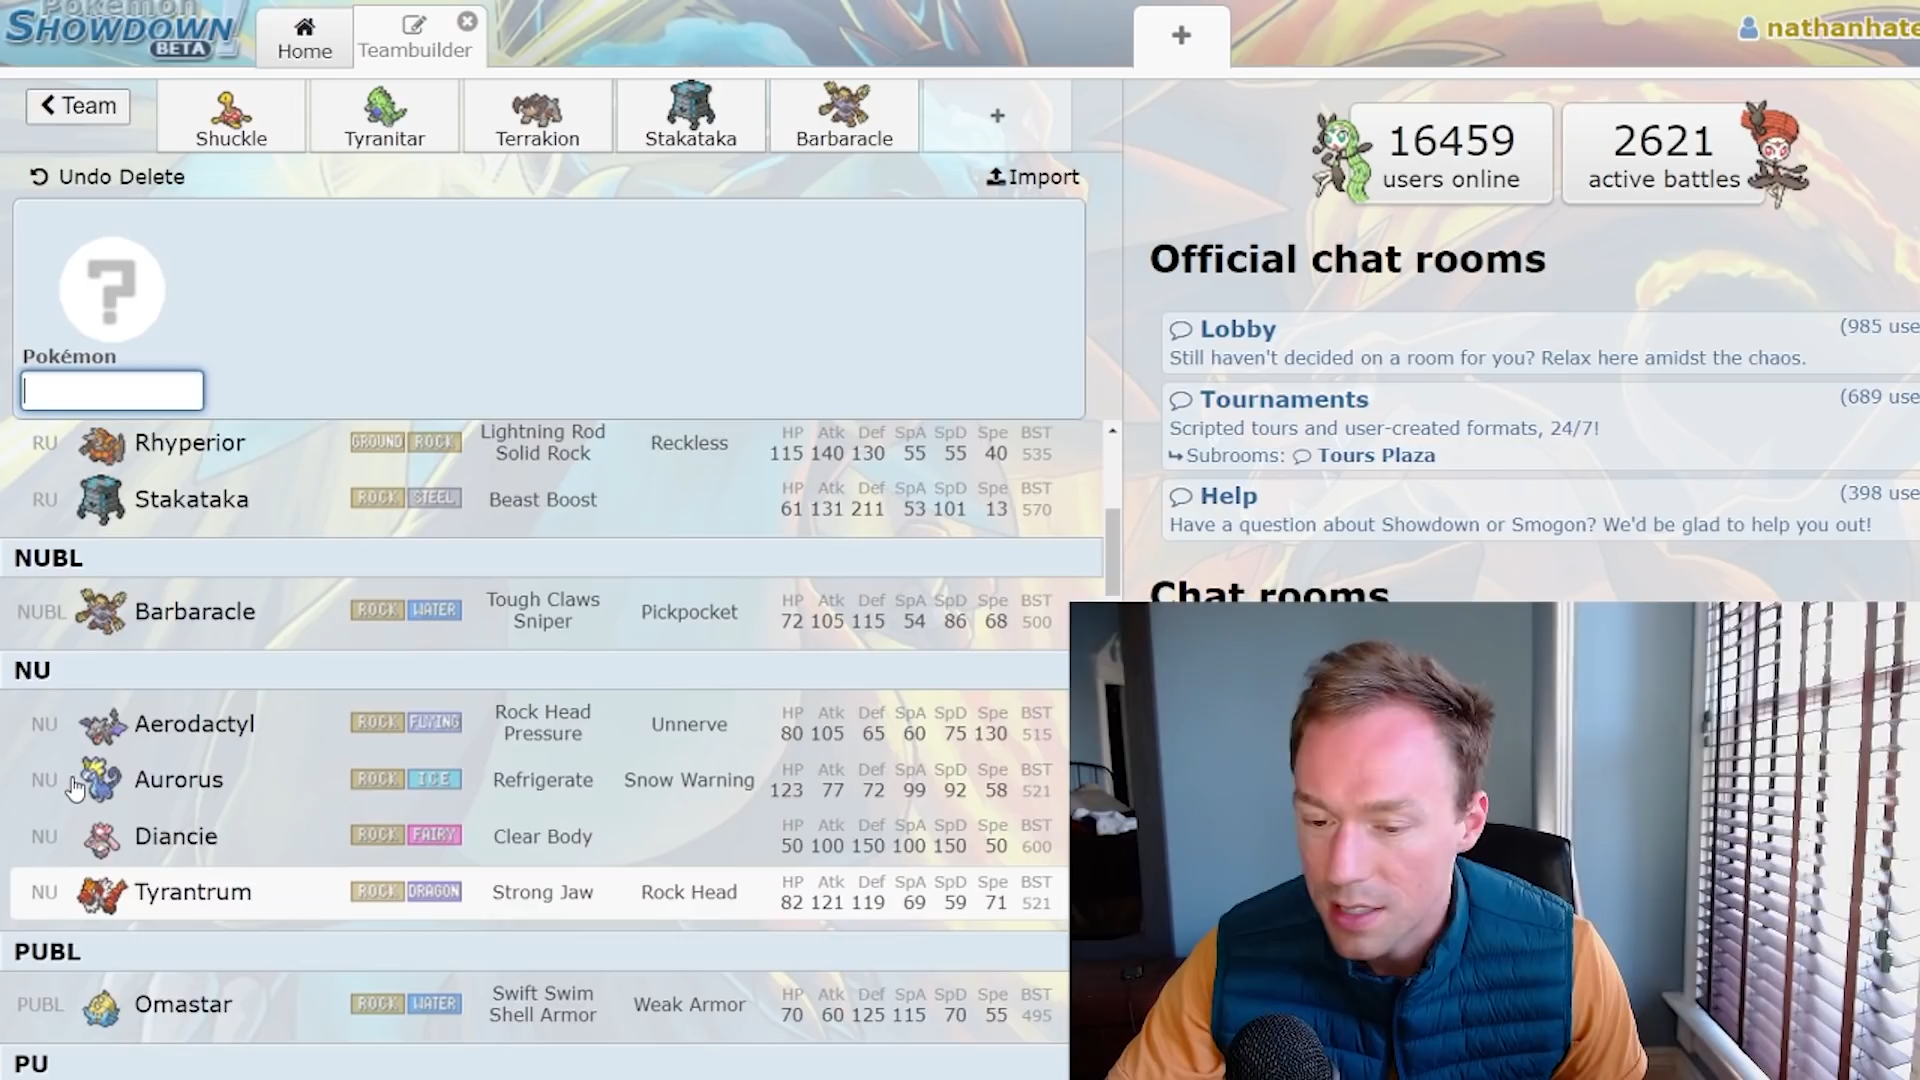 Pokémon
SHOWDOWN
BETA
Home
Teambuilder
+
nathanhate
Team
Shuckle
Tyranitar
Terrakion
Stakataka
Barbaracle
+
Undo Delete
Import
?
Pokémon
RU Rhyperior GROUND ROCK Lightning Rod Solid Rock Reckless HP 115 Atk 140 Def 130 SpA 55 SpD 55 Spe 40 BST 535
RU Stakataka ROCK STEEL Beast Boost HP 61 Atk 131 Def 211 SpA 53 SpD 101 Spe 13 BST 570
NUBL
NUBL Barbaracle ROCK WATER Tough Claws Sniper Pickpocket HP 72 Atk 105 Def 115 SpA 54 SpD 86 Spe 68 BST 500
NU
NU Aerodactyl ROCK FLYING Rock Head Pressure Unnerve HP 80 Atk 105 Def 65 SpA 60 SpD 75 Spe 130 BST 515
NU Aurorus ROCK ICE Refrigerate Snow Warning HP 123 Atk 77 Def 72 SpA 99 SpD 92 Spe 58 BST 521
NU Diancie ROCK FAIRY Clear Body HP 50 Atk 100 Def 150 SpA 100 SpD 150 Spe 50 BST 600
NU Tyrantrum ROCK DRAGON Strong Jaw Rock Head HP 82 Atk 121 Def 119 SpA 69 SpD 59 Spe 71 BST 521
PUBL
PUBL Omastar ROCK WATER Swift Swim Shell Armor Weak Armor HP 70 Atk 60 Def 125 SpA 115 SpD 70 Spe 55 BST 495
PU
16459
users online
2621
active battles
Official chat rooms
Lobby (985 use
Still haven't decided on a room for you? Relax here amidst the chaos.
Tournaments (689 use
Scripted tours and user-created formats, 24/7!
Subrooms: Tours Plaza
Help (398 use
Have a question about Showdown or Smogon? We'd be glad to help you out!
Chat rooms